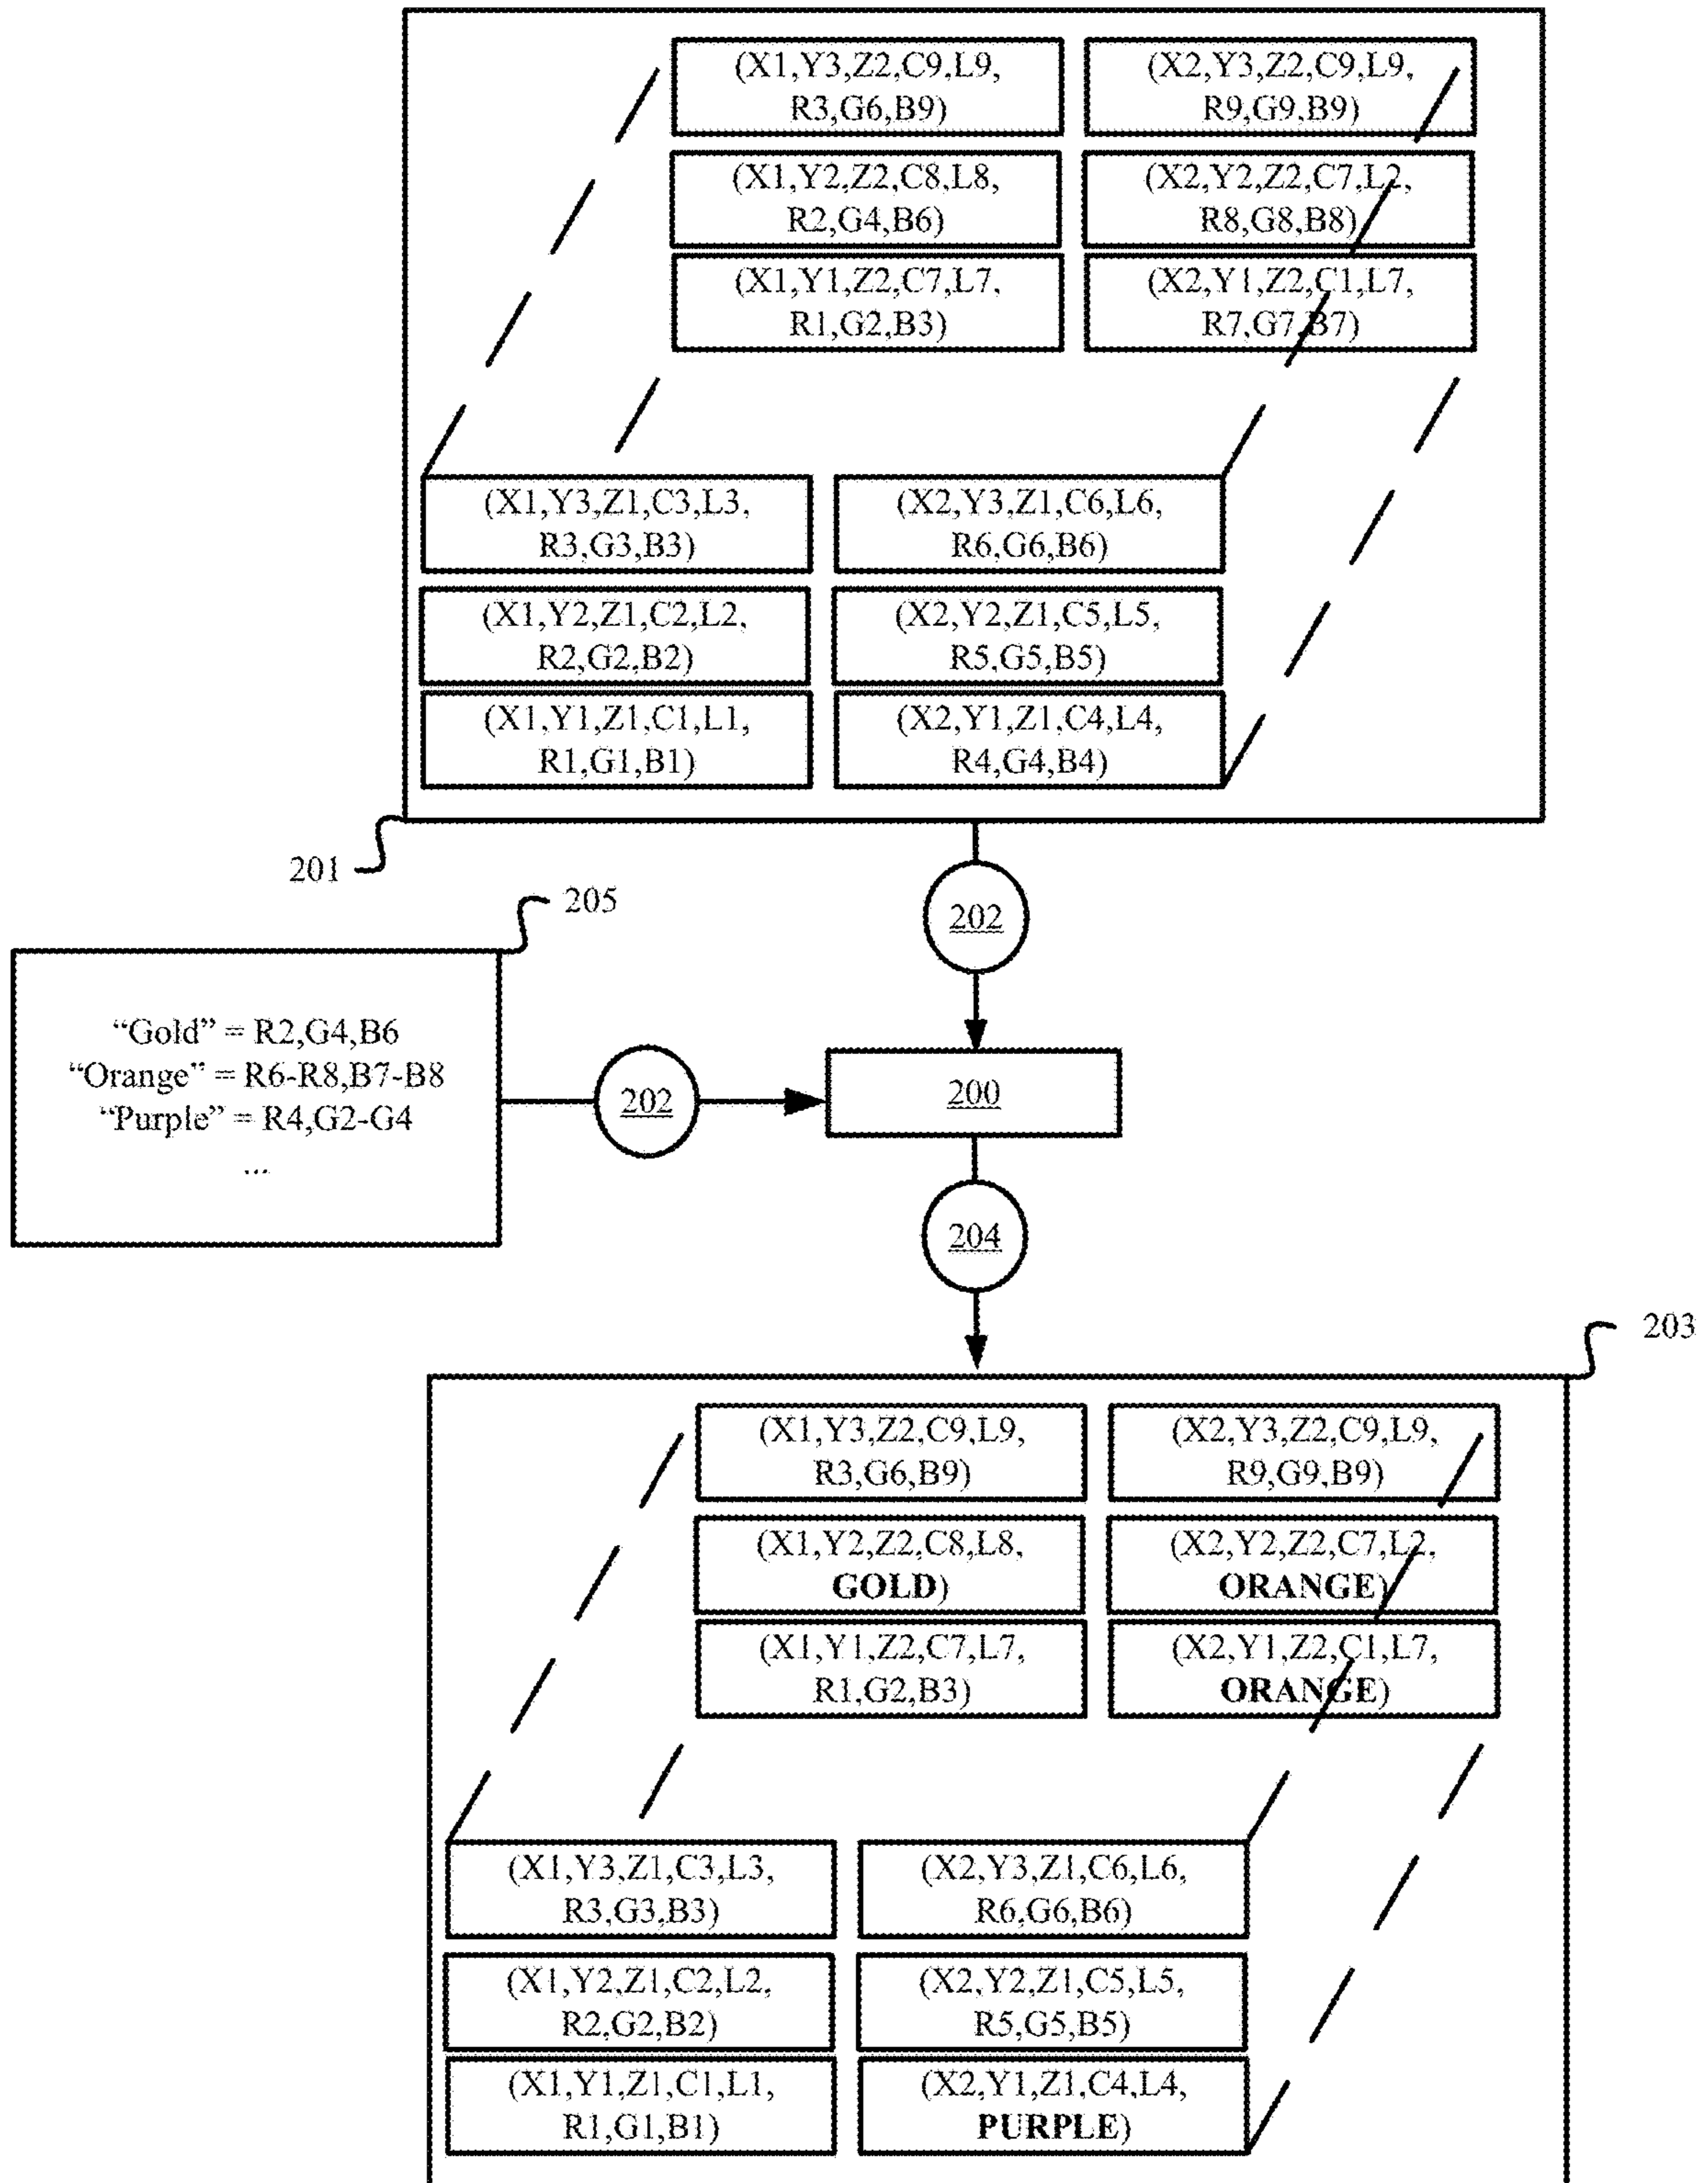 (X1,Y3,Z2,C9,L9,
R3,G6,B9)
(X2,Y3,Z2,C9,L9,
R9,G9,B9)
(X1,Y2,Z2,C8,L8,
R2,G4,B6)
(X2,Y2,Z2,C7,L2,
R8,G8,B8)
(X1,Y1,Z2,C7,L7,
R1,G2,B3)
(X2,Y1,Z2,C1,L7,
R7,G7,B7)
(X1,Y3,Z1,C3,L3,
R3,G3,B3)
(X2,Y3,Z1,C6,L6,
R6,G6,B6)
(X1,Y2,Z1,C2,L2,
R2,G2,B2)
(X2,Y2,Z1,C5,L5,
R5,G5,B5)
(X1,Y1,Z1,C1,L1,
R1,G1,B1)
(X2,Y1,Z1,C4,L4,
R4,G4,B4)
201
202
205
“Gold” = R2,G4,B6
“Orange” = R6-R8,B7-B8
“Purple” = R4,G2-G4
...
202
200
204
203
(X1,Y3,Z2,C9,L9,
R3,G6,B9)
(X2,Y3,Z2,C9,L9,
R9,G9,B9)
(X1,Y2,Z2,C8,L8,
GOLD)
(X2,Y2,Z2,C7,L2,
ORANGE)
(X1,Y1,Z2,C7,L7,
R1,G2,B3)
(X2,Y1,Z2,C1,L7,
ORANGE)
(X1,Y3,Z1,C3,L3,
R3,G3,B3)
(X2,Y3,Z1,C6,L6,
R6,G6,B6)
(X1,Y2,Z1,C2,L2,
R2,G2,B2)
(X2,Y2,Z1,C5,L5,
R5,G5,B5)
(X1,Y1,Z1,C1,L1,
R1,G1,B1)
(X2,Y1,Z1,C4,L4,
PURPLE)